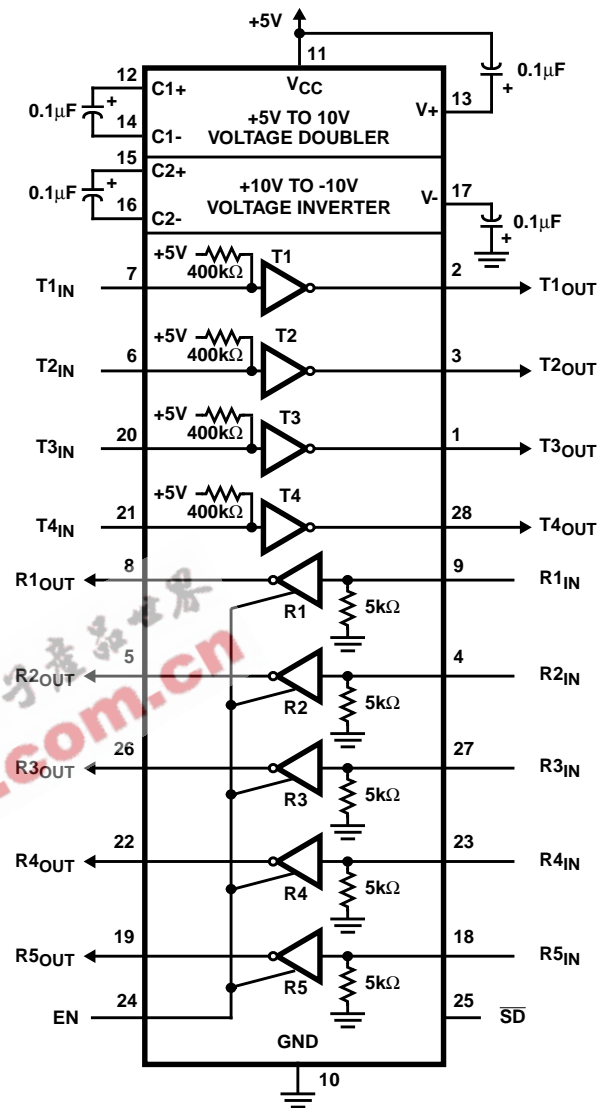 +5V
11
12
C1+
VCC
0.1µF
+
+5V TO 10V
VOLTAGE DOUBLER
V+
13
0.1µF
+
14
C1-
15
C2+
0.1µF
+
+10V TO -10V
VOLTAGE INVERTER
V-
17
16
C2-
0.1µF
+
T1IN
7
+5V
400kΩ
T1
2
T1OUT
T2IN
6
+5V
400kΩ
T2
3
T2OUT
T3IN
20
+5V
400kΩ
T3
1
T3OUT
T4IN
21
+5V
400kΩ
T4
28
T4OUT
R1OUT
8
R1
5kΩ
9
R1IN
R2OUT
5
R2
5kΩ
4
R2IN
R3OUT
26
R3
5kΩ
27
R3IN
R4OUT
22
R4
5kΩ
23
R4IN
R5OUT
19
R5
5kΩ
18
R5IN
EN
24
25
SD
GND
10
子产品世界
.com.cn